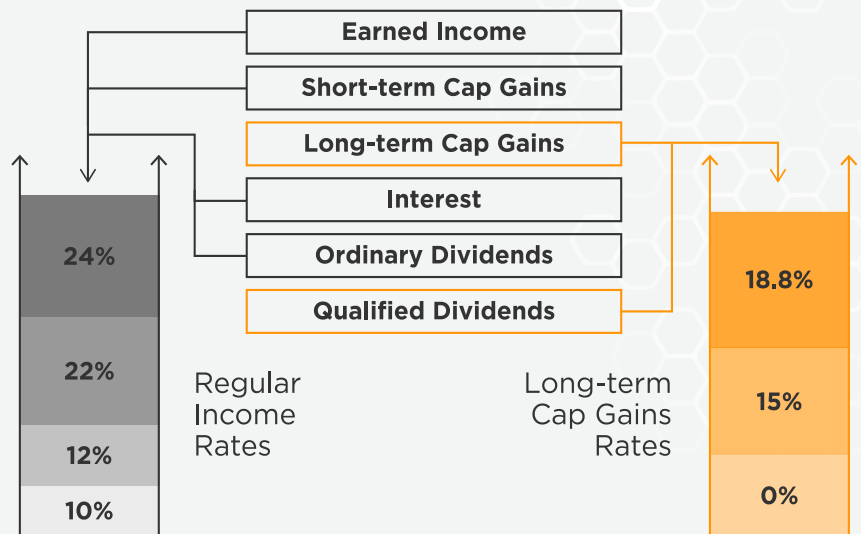 Earned Income
Short-term Cap Gains
Long-term Cap Gains
Interest
Ordinary Dividends
Qualified Dividends
24%
22%
12%
10%
Regular
Income
Rates
Long-term
Cap Gains
Rates
18.8%
15%
0%